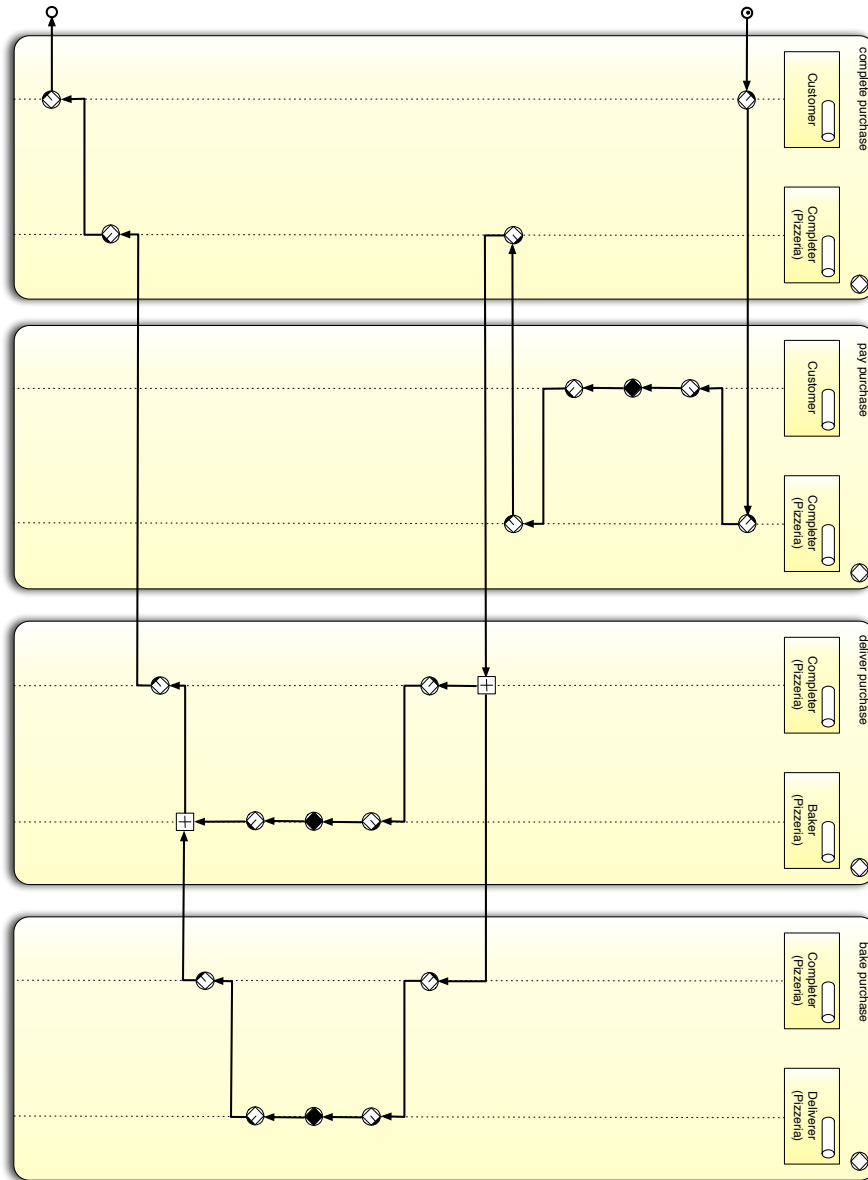 complete purchase
Customer
Completer
(Pizzeria)
pay purchase
Customer
Completer
(Pizzeria)
deliver purchase
Completer
(Pizzeria)
Baker
(Pizzeria)
bake purchase
Completer
(Pizzeria)
Deliverer
(Pizzeria)